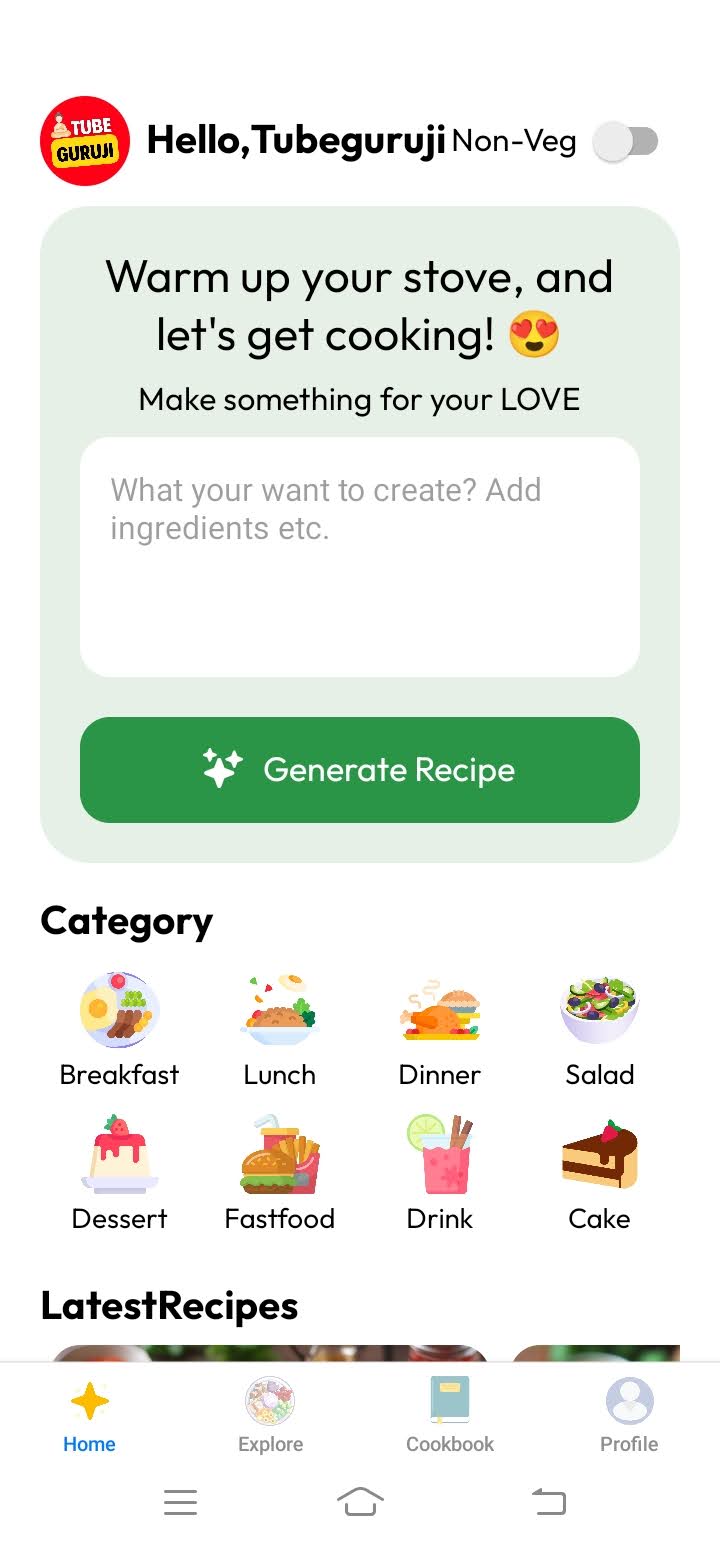 TUBE
GURUJI
Hello,Tubeguruji Non-Veg
Warm up your stove, and
let's get cooking! 😍
Make something for your LOVE
What your want to create? Add
ingredients etc.
Generate Recipe
Category
Breakfast Lunch Dinner Salad
Dessert Fastfood Drink Cake
LatestRecipes
Home Explore Cookbook Profile